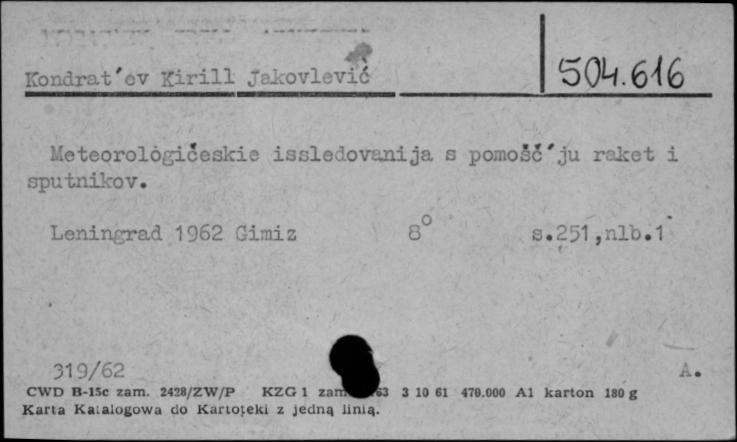 Kondrat´ev Kirill Jakovlevič
504.616
Meteorologičeskie issledovanija s pomošč´ju raket i
sputnikov.
Leningrad 1962 Gimiz 8° s.251,nlb.1
319/62 A.
CWD B-15c zam. 2428/ZW/P KZG 1 63 3 10 61 470.000 A1 karton 180 g
Karta Katalogowa do Kartoteki z jedną linią.